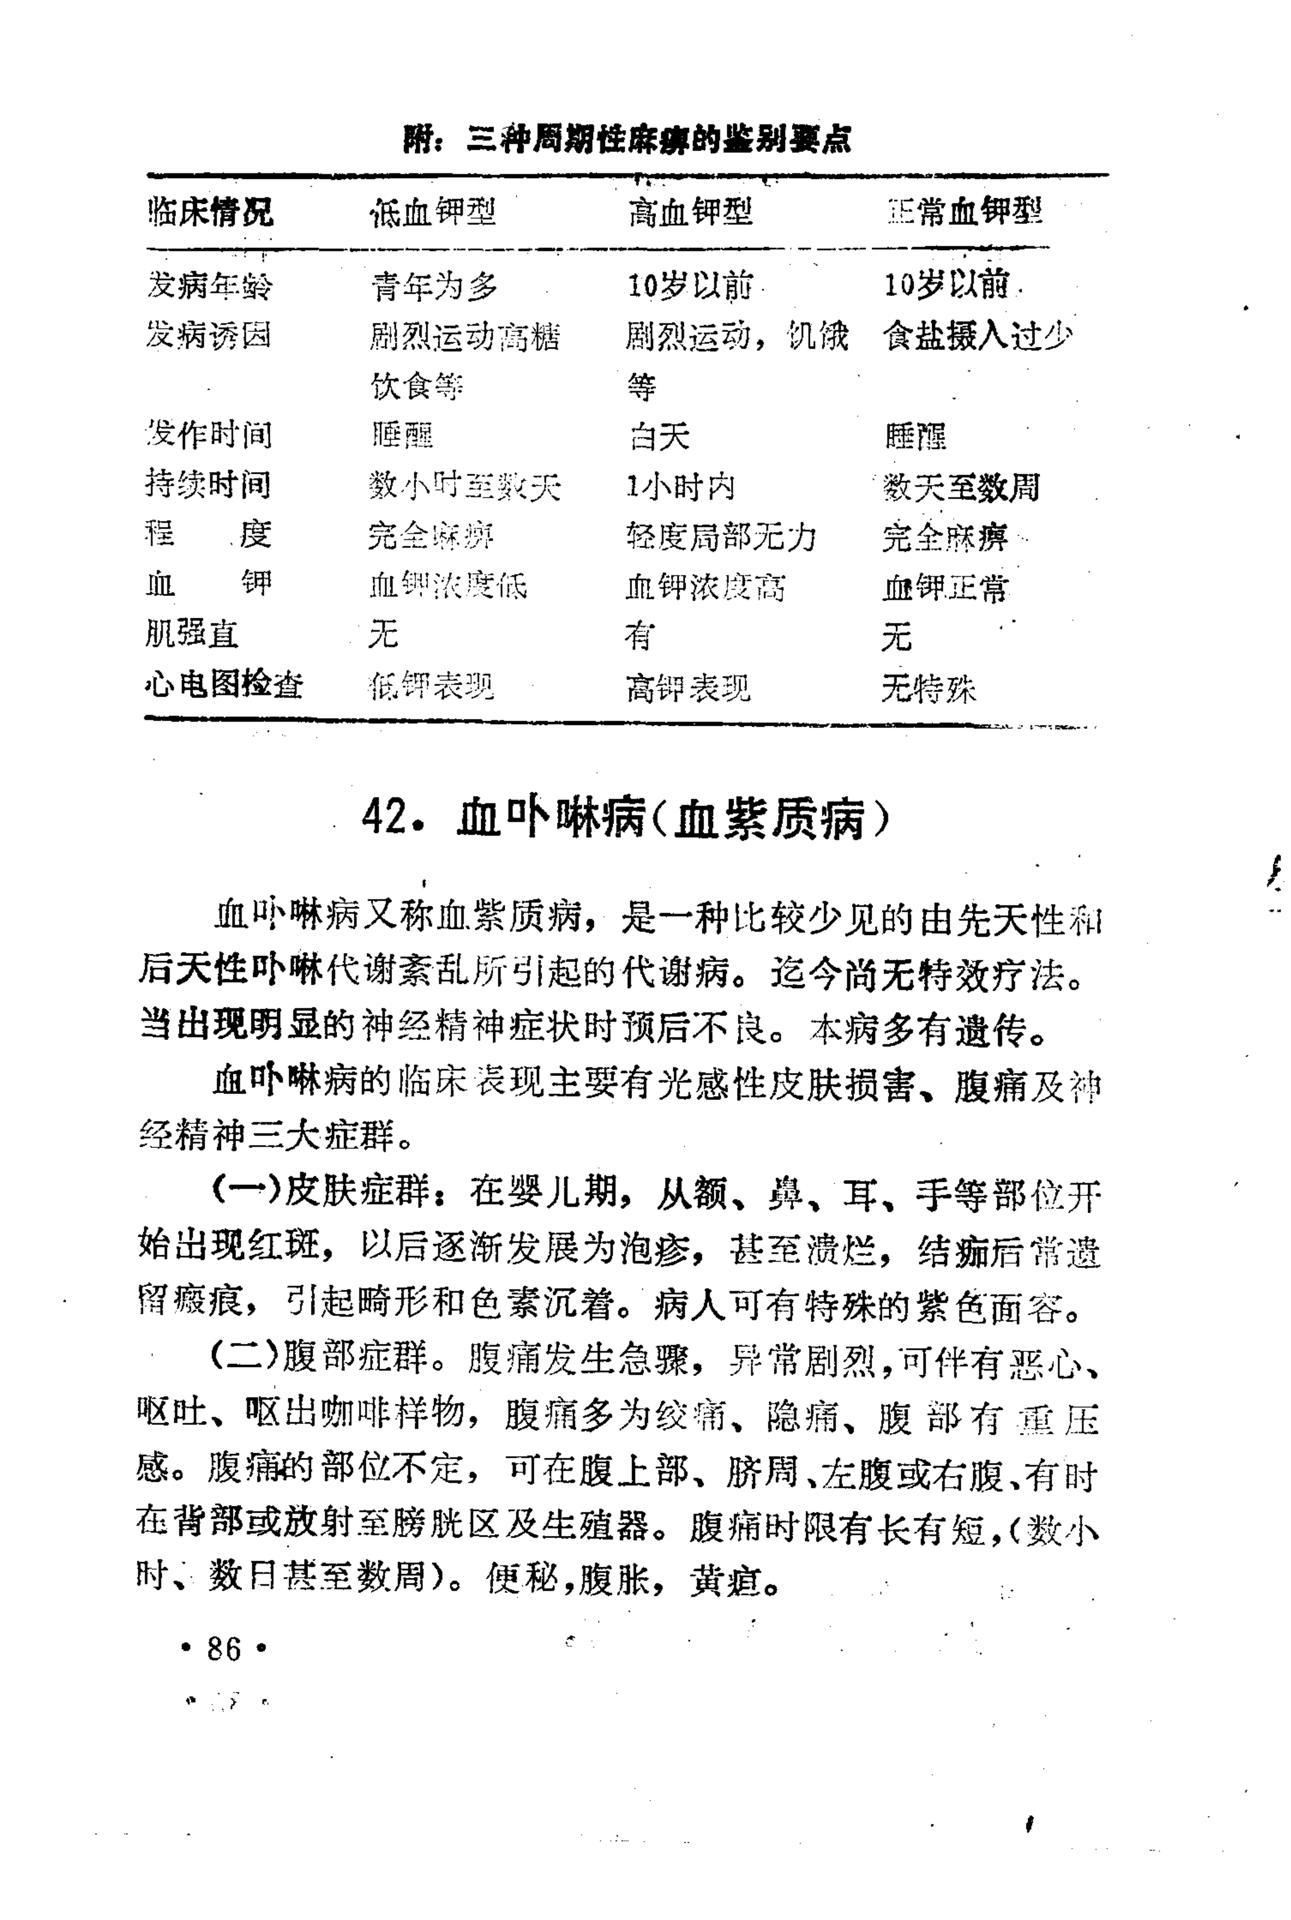 附：三种周期性麻痹的鉴别要点
临床情况 低血钾型 高血钾型 正常血钾型
发病年龄 青年为多 10岁以前 10岁以前
发病诱因 剧烈运动高糖 剧烈运动，饥饿 食盐摄入过少
饮食等 等
发作时间 睡醒 白天 睡醒
持续时间 数小时至数天 1小时内 数天至数周
程 度 完全麻痹 轻度局部无力 完全麻痹
血 钾 血钾浓度低 血钾浓度高 血钾正常
肌强直 无 有 无
心电图检查 低钾表现 高钾表现 无特殊
42．血卟啉病（血紫质病）
血卟啉病又称血紫质病，是一种比较少见的由先天性和
后天性卟啉代谢紊乱所引起的代谢病。迄今尚无特效疗法。
当出现明显的神经精神症状时预后不良。本病多有遗传。
血卟啉病的临床表现主要有光感性皮肤损害、腹痛及神
经精神三大症群。
(一)皮肤症群：在婴儿期，从额、鼻、耳、手等部位开
始出现红斑，以后逐渐发展为泡疹，甚至溃烂，结痂后常遗
留瘢痕，引起畸形和色素沉着。病人可有特殊的紫色面容。
(二)腹部症群。腹痛发生急骤，异常剧烈，可伴有恶心、
呕吐、呕出咖啡样物，腹痛多为绞痛、隐痛、腹部有重压
感。腹痛的部位不定，可在腹上部、脐周、左腹或右腹、有时
在背部或放射至膀胱区及生殖器。腹痛时限有长有短，(数小
时、数日甚至数周)。便秘，腹胀，黄疸。
·86·